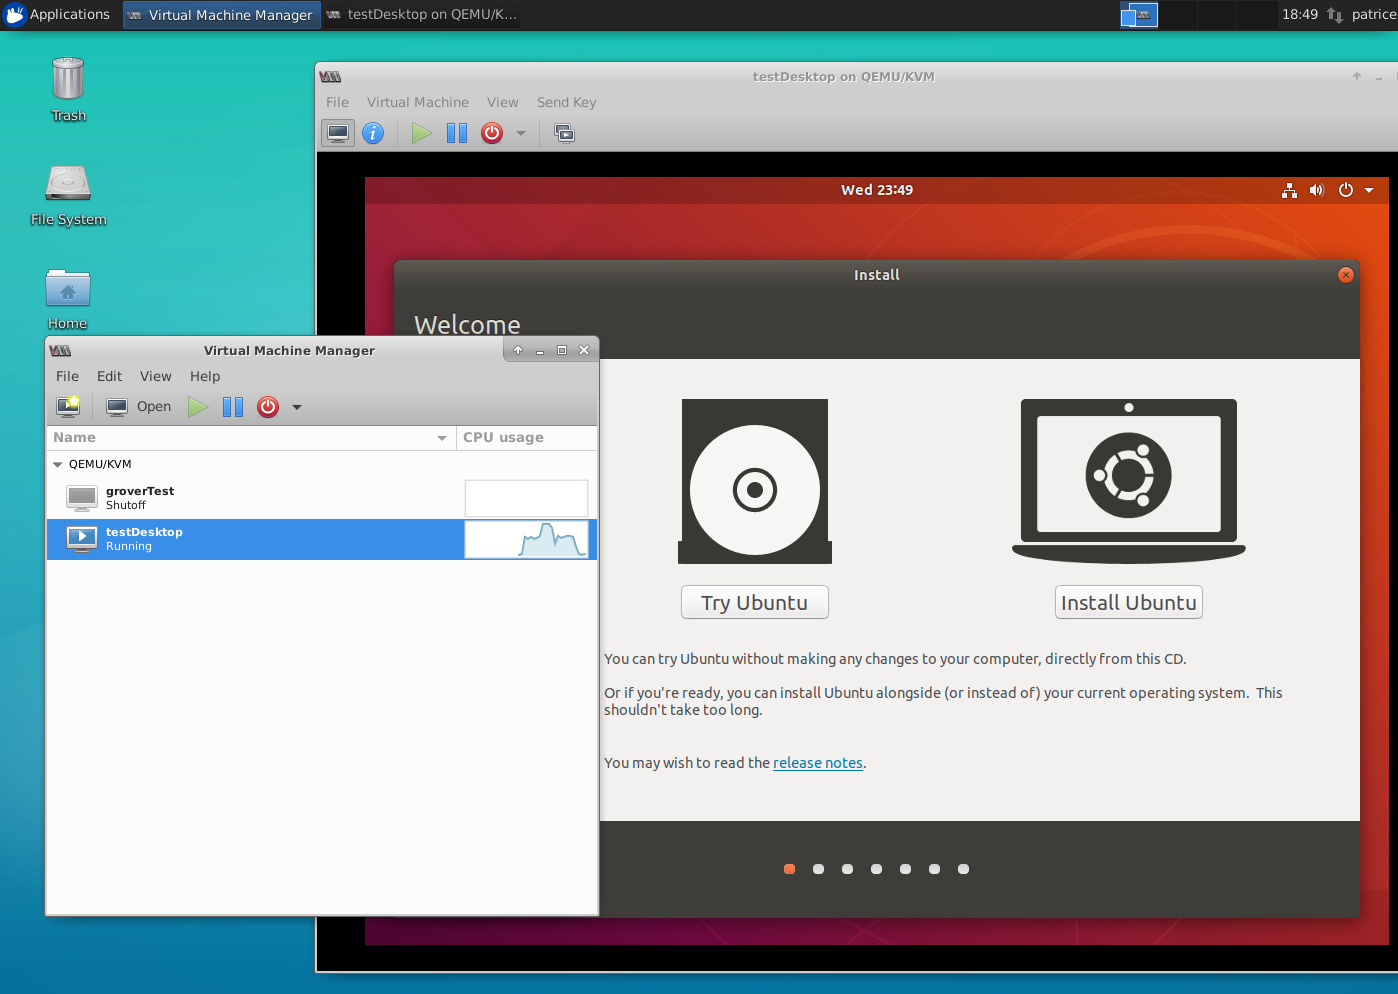 Applications
Virtual Machine Manager
testDesktop on QEMU/K...
18:49
patrice
Trash
File System
Home
testDesktop on QEMU/KVM
File Virtual Machine View Send Key
Wed 23:49
Install
Welcome
Try Ubuntu
Install Ubuntu
You can try Ubuntu without making any changes to your computer, directly from this CD.
Or if you're ready, you can install Ubuntu alongside (or instead of) your current operating system. This
shouldn't take too long.
You may wish to read the release notes.
Virtual Machine Manager
File Edit View Help
Open
Name CPU usage
QEMU/KVM
groverTest
Shutoff
testDesktop
Running